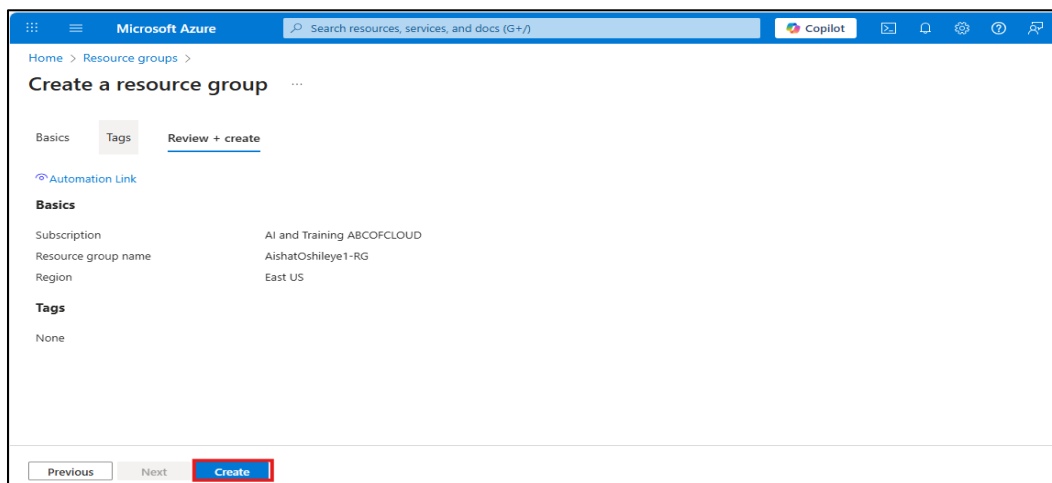 Microsoft Azure
Search resources, services, and docs (G+/)
Copilot
Home > Resource groups >
Create a resource group ...
Basics Tags Review + create
Automation Link
Basics
Subscription AI and Training ABCOFCLOUD
Resource group name AishatOshileye1-RG
Region East US
Tags
None
Previous Next Create